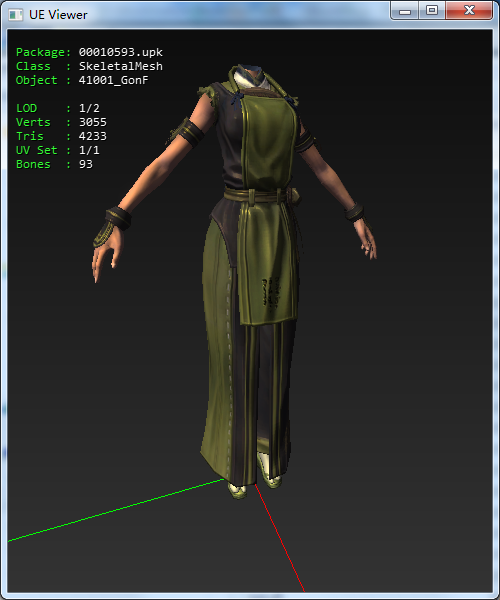 UE Viewer
Package: 00010593.upk
Class : SkeletalMesh
Object : 41001_GonF
LOD : 1/2
Verts : 3055
Tris : 4233
UV Set : 1/1
Bones : 93